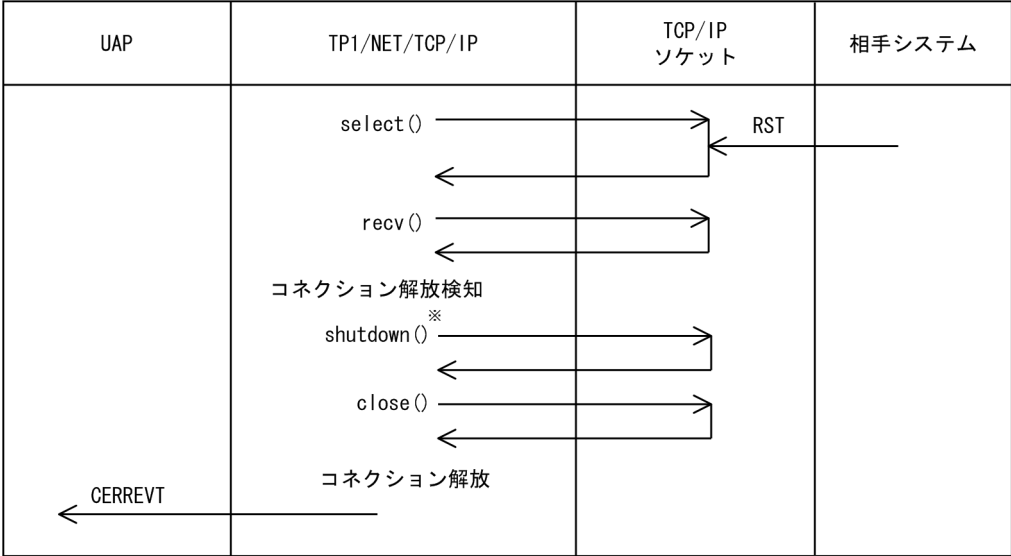 UAP
TP1/NET/TCP/IP
TCP/IP
ソケット
相手システム
select()
RST
recv()
コネクション解放検知
※
shutdown()
close()
コネクション解放
CERREVT